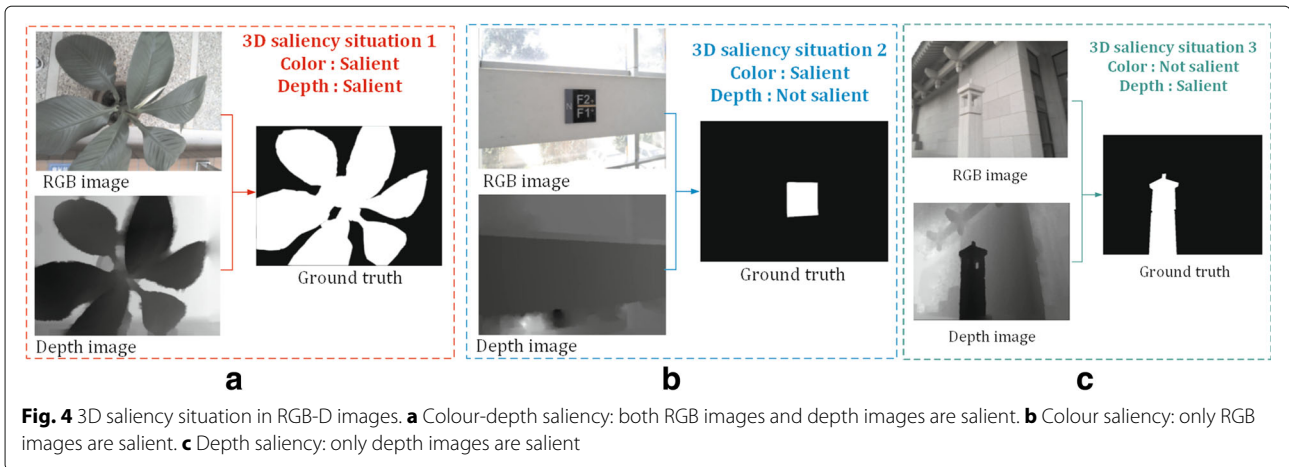 3D saliency situation 1
Color : Salient
Depth : Salient
RGB image
Depth image
Ground truth
a
3D saliency situation 2
Color : Salient
Depth : Not salient
N
F2
F1
RGB image
Depth image
Ground truth
b
3D saliency situation 3
Color : Not salient
Depth : Salient
RGB image
Depth image
Ground truth
c
Fig. 4 3D saliency situation in RGB-D images. a Colour-depth saliency: both RGB images and depth images are salient. b Colour saliency: only RGB
images are salient. c Depth saliency: only depth images are salient